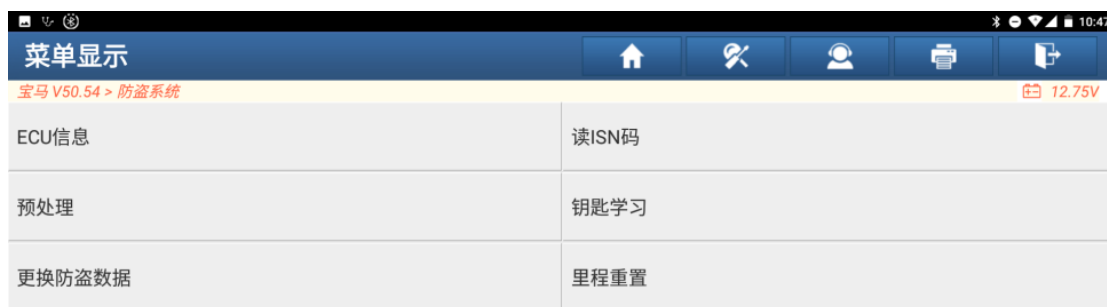 10:47
菜单显示
宝马 V50.54 > 防盗系统
12.75V
ECU信息
读ISN码
预处理
钥匙学习
更换防盗数据
里程重置